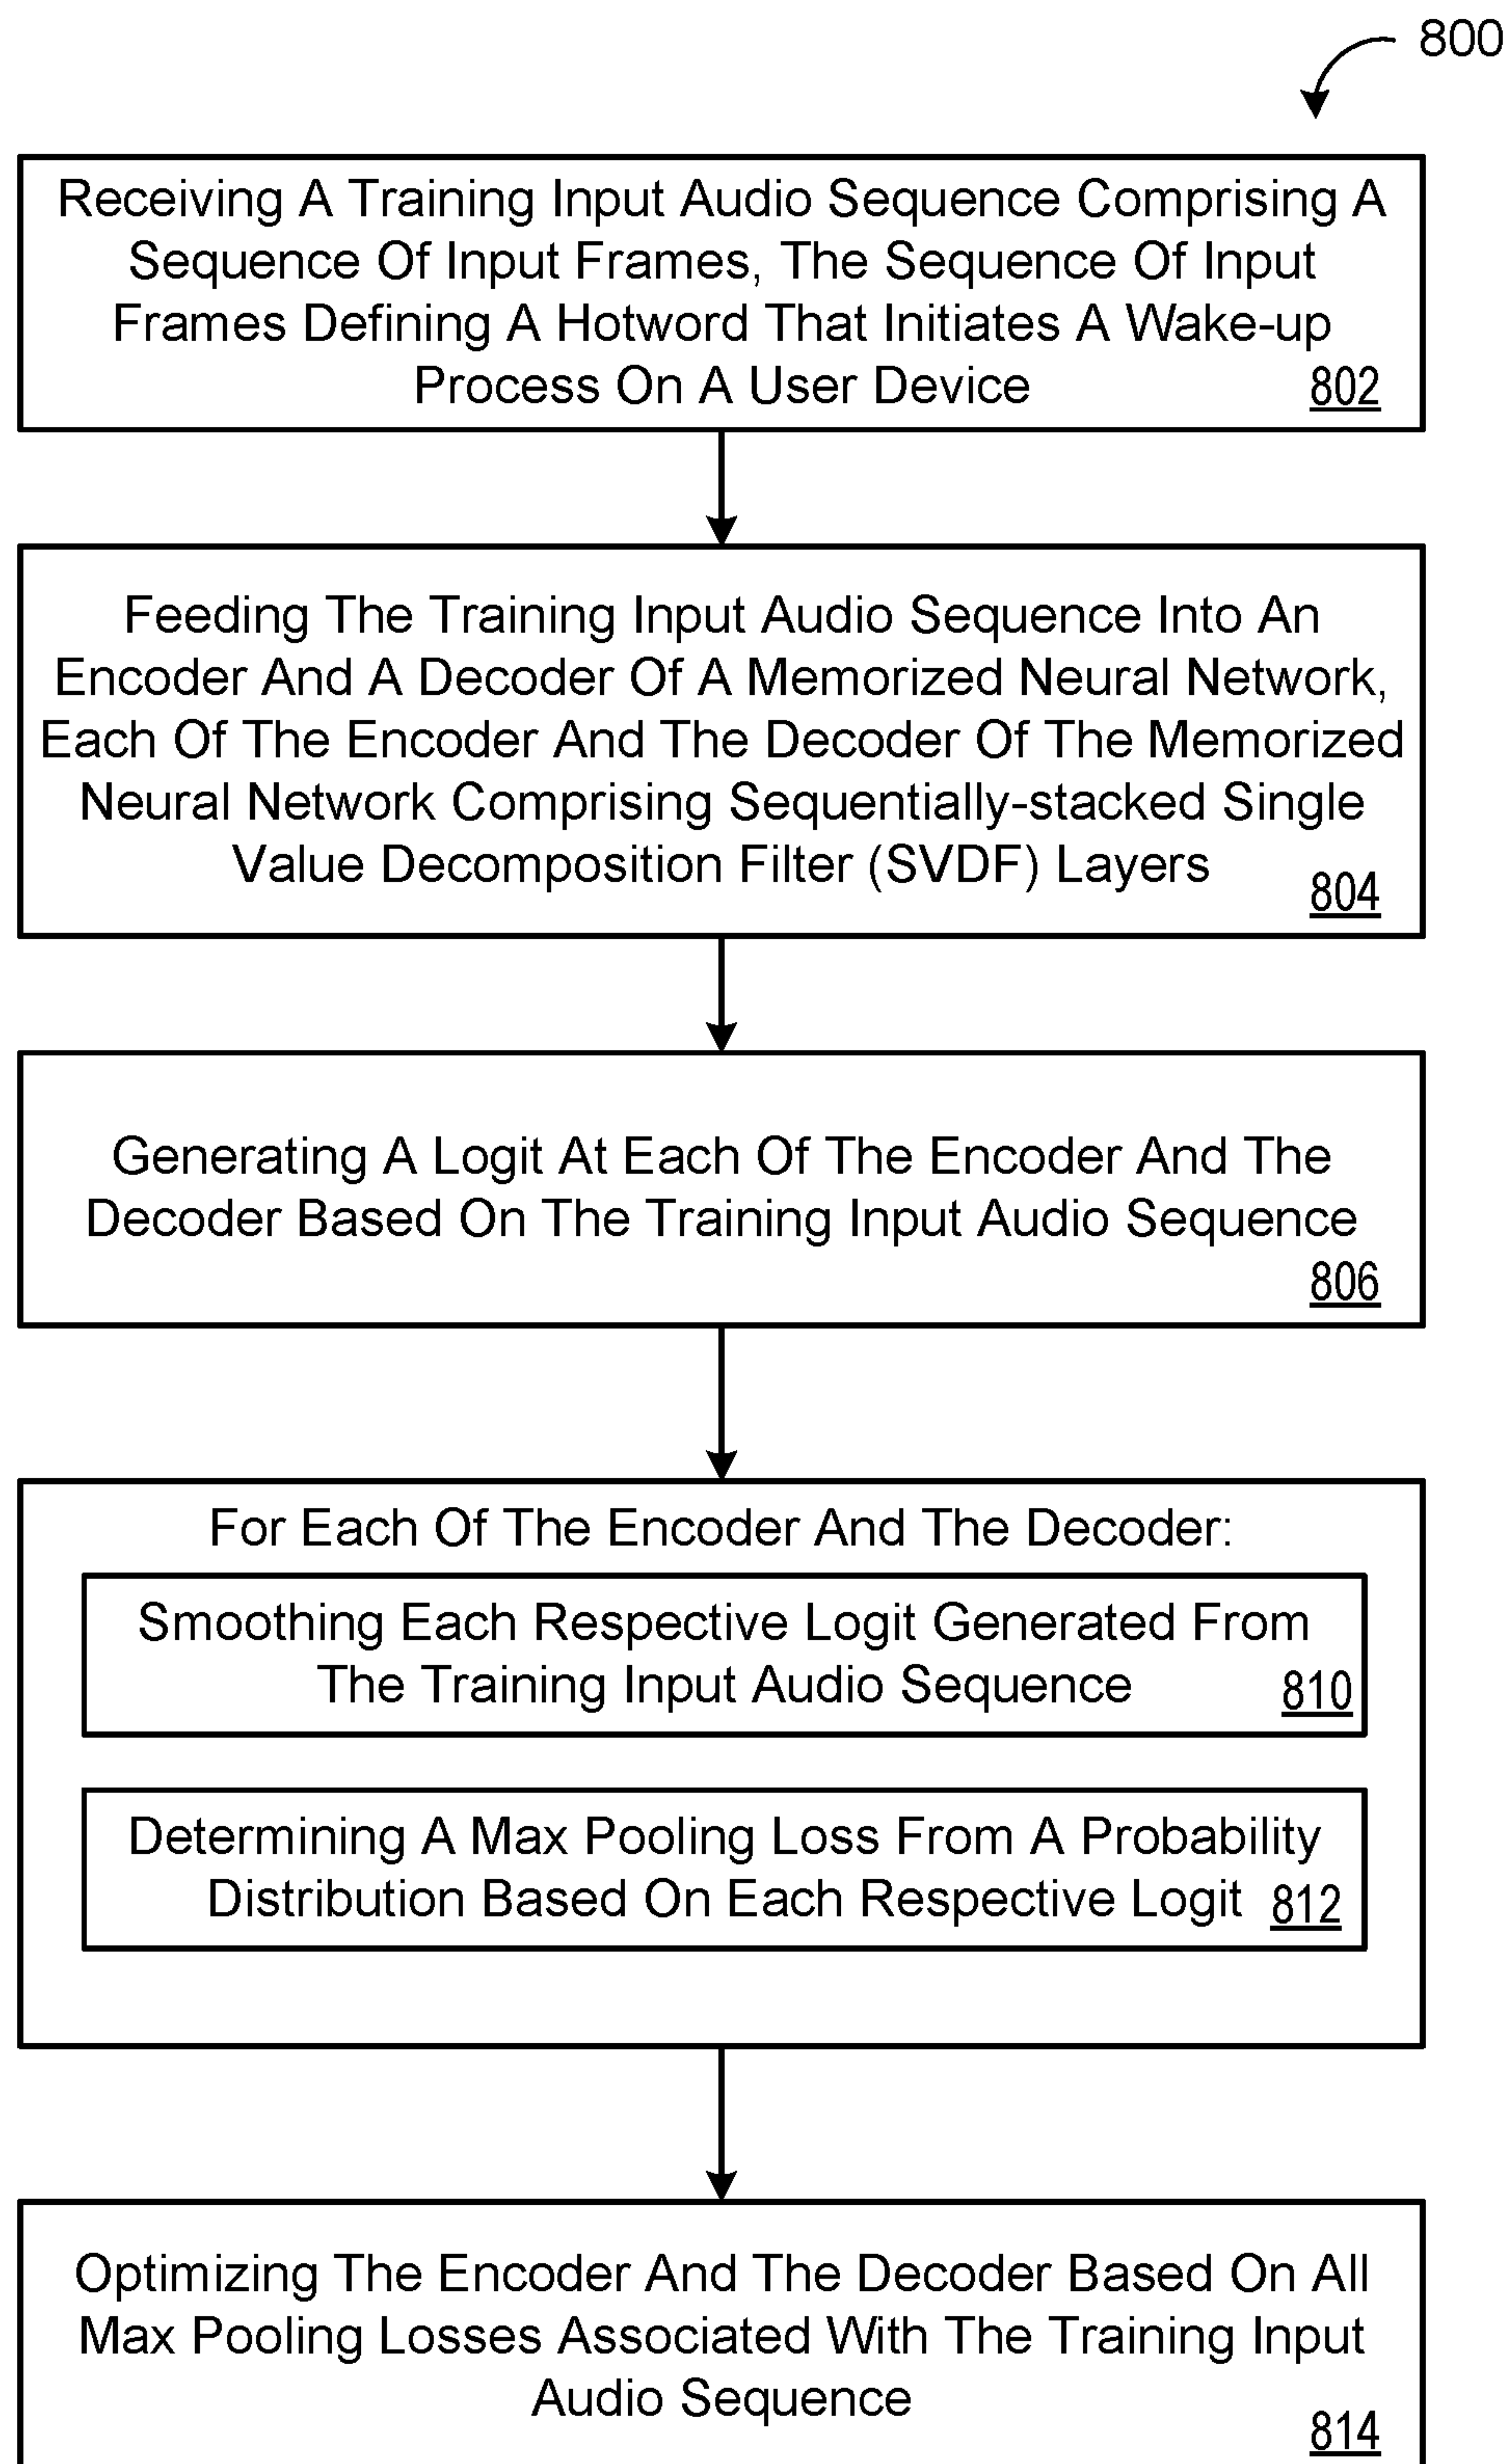 800
Receiving A Training Input Audio Sequence Comprising A
Sequence Of Input Frames, The Sequence Of Input
Frames Defining A Hotword That Initiates A Wake-up
Process On A User Device
802
Feeding The Training Input Audio Sequence Into An
Encoder And A Decoder Of A Memorized Neural Network,
Each Of The Encoder And The Decoder Of The Memorized
Neural Network Comprising Sequentially-stacked Single
Value Decomposition Filter (SVDF) Layers
804
Generating A Logit At Each Of The Encoder And The
Decoder Based On The Training Input Audio Sequence
806
For Each Of The Encoder And The Decoder:
Smoothing Each Respective Logit Generated From
The Training Input Audio Sequence
810
Determining A Max Pooling Loss From A Probability
Distribution Based On Each Respective Logit
812
Optimizing The Encoder And The Decoder Based On All
Max Pooling Losses Associated With The Training Input
Audio Sequence
814